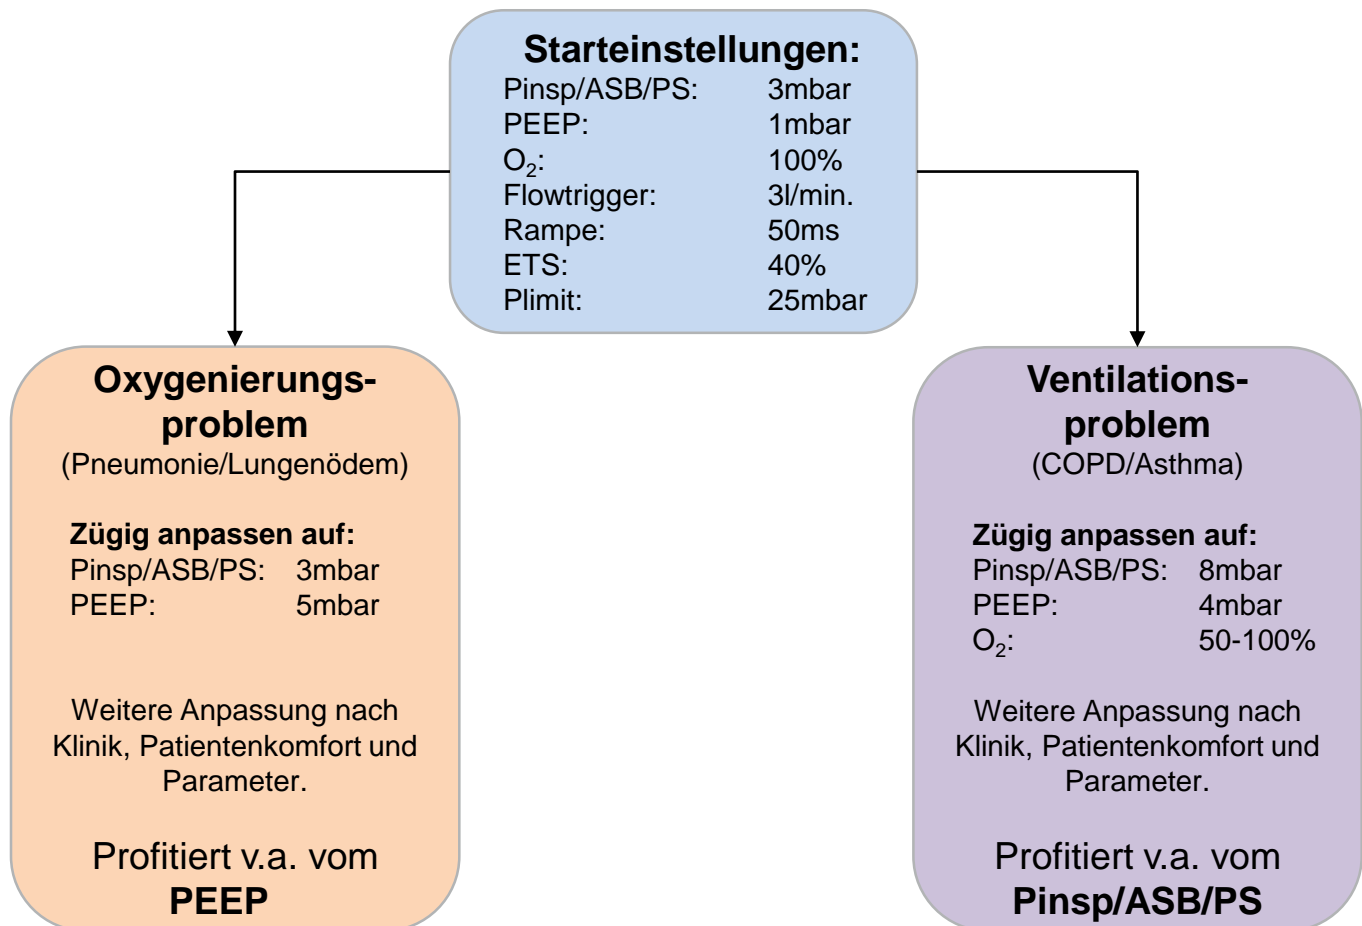 Starteinstellungen:
Pinsp/ASB/PS: 3mbar
PEEP: 1mbar
O₂: 100%
Flowtrigger: 3l/min.
Rampe: 50ms
ETS: 40%
Plimit: 25mbar
Oxygenierungs-
problem
(Pneumonie/Lungenödem)
Zügig anpassen auf:
Pinsp/ASB/PS: 3mbar
PEEP: 5mbar
Weitere Anpassung nach
Klinik, Patientenkomfort und
Parameter.
Profitiert v.a. vom
PEEP
Ventilations-
problem
(COPD/Asthma)
Zügig anpassen auf:
Pinsp/ASB/PS: 8mbar
PEEP: 4mbar
O₂: 50-100%
Weitere Anpassung nach
Klinik, Patientenkomfort und
Parameter.
Profitiert v.a. vom
Pinsp/ASB/PS